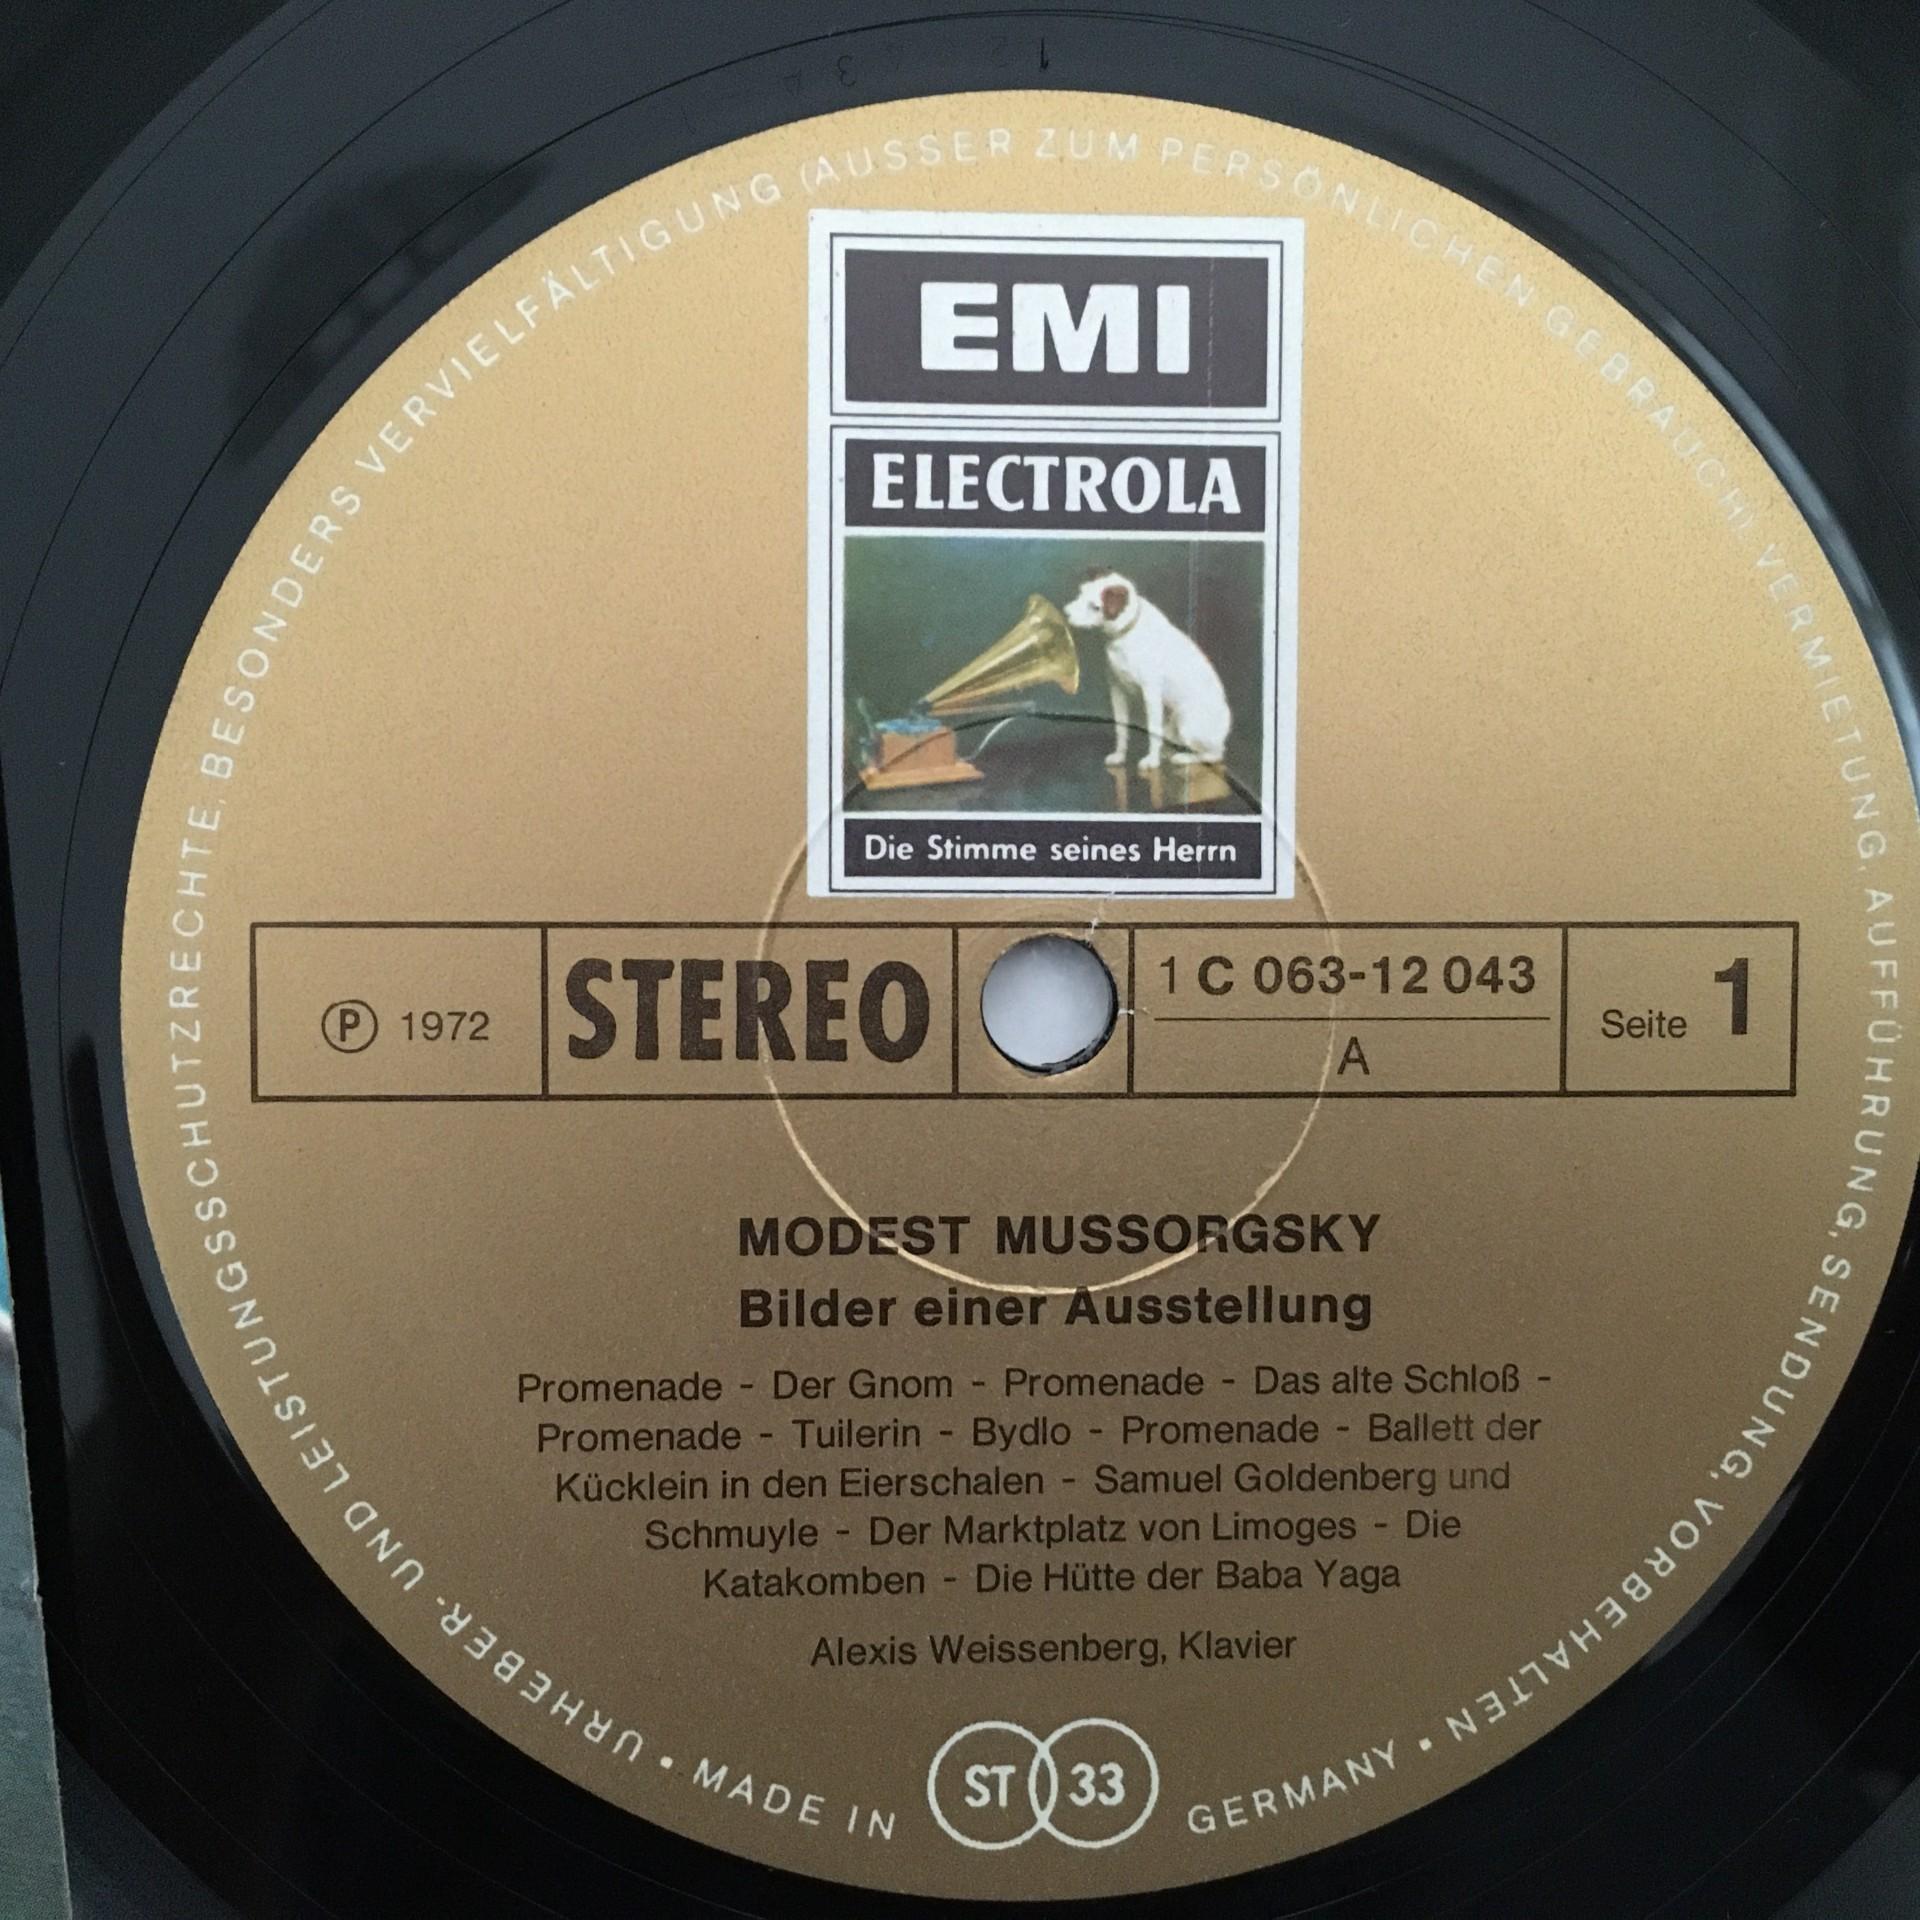 EMI
ELECTROLA
Die Stimme seines Herrn
Ⓟ 1972
STEREO
1 C 063-12 043
A
Seite 1
MODEST MUSSORGSKY
Bilder einer Ausstellung
Promenade - Der Gnom - Promenade - Das alte Schloß -
Promenade - Tuilerin - Bydlo - Promenade - Ballett der
Kücklein in den Eierschalen - Samuel Goldenberg und
Schmuyle - Der Marktplatz von Limoges - Die
Katakomben - Die Hütte der Baba Yaga
Alexis Weissenberg, Klavier
ST 33
URHEBER- UND LEISTUNGSSCHUTZRECHTE, BESONDERS VERVIELFÄLTIGUNG (AUSSER ZUM PERSÖNLICHEN GEBRAUCH), VERMIETUNG, AUFFÜHRUNG, SENDUNG, VORBEHALTEN •
MADE IN GERMANY •